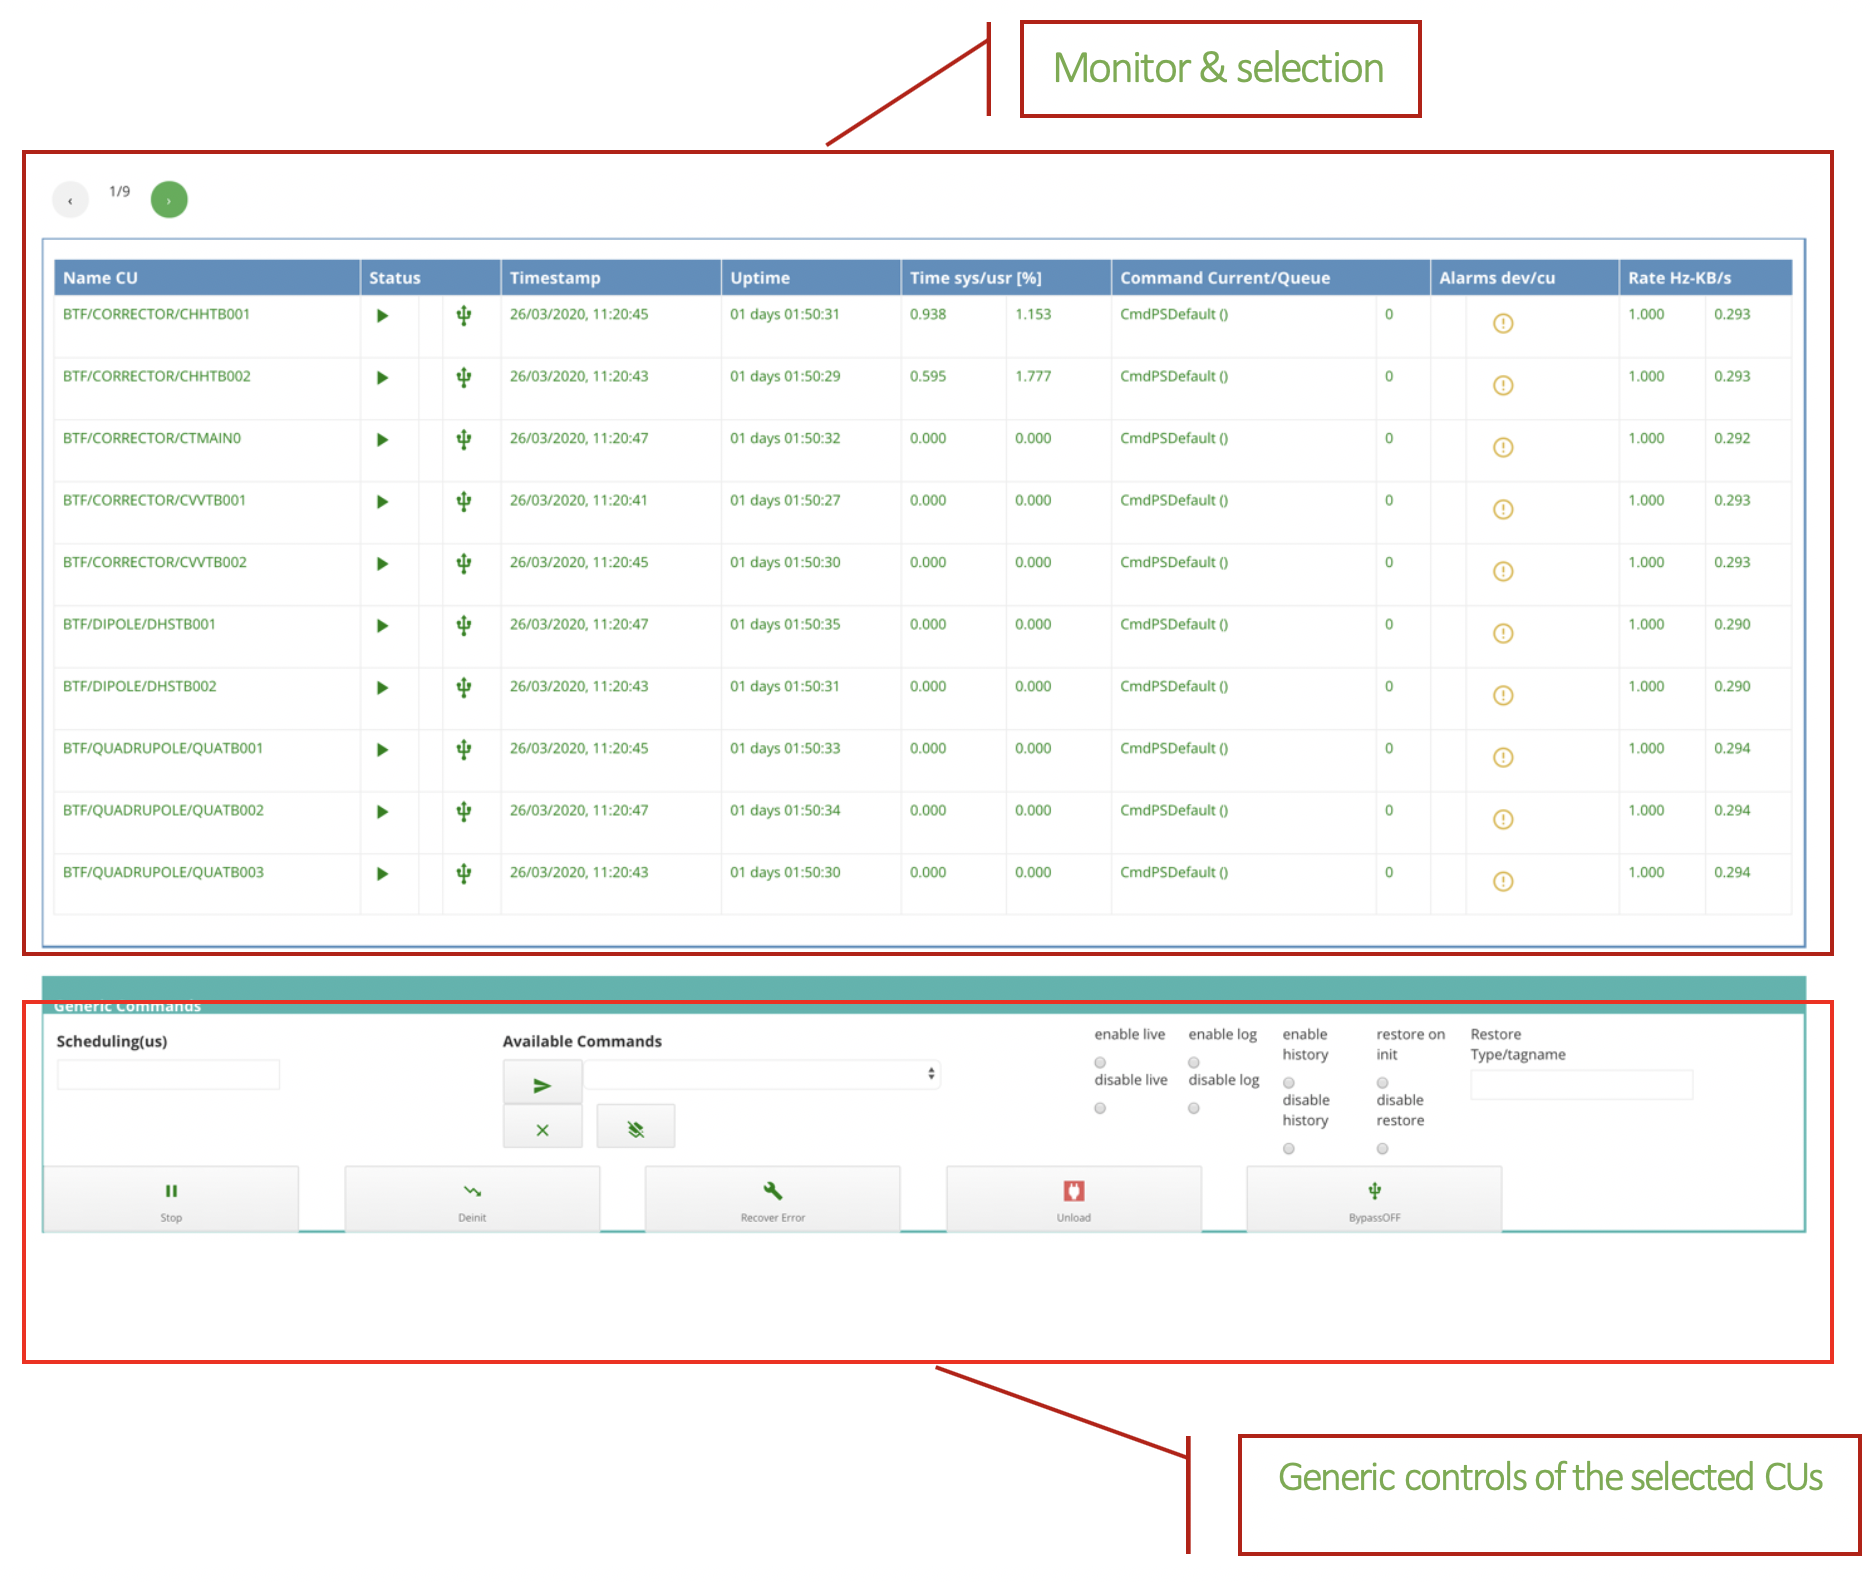 Monitor & selection
‹ 1/9 ›
Name CU Status Timestamp Uptime Time sys/usr [%] Command Current/Queue Alarms dev/cu Rate Hz-KB/s
BTF/CORRECTOR/CHHTB001 26/03/2020, 11:20:45 01 days 01:50:31 0.938 1.153 CmdPSDefault () 0 1.000 0.293
BTF/CORRECTOR/CHHTB002 26/03/2020, 11:20:43 01 days 01:50:29 0.595 1.777 CmdPSDefault () 0 1.000 0.293
BTF/CORRECTOR/CTMAIN0 26/03/2020, 11:20:47 01 days 01:50:32 0.000 0.000 CmdPSDefault () 0 1.000 0.292
BTF/CORRECTOR/CVVTB001 26/03/2020, 11:20:41 01 days 01:50:27 0.000 0.000 CmdPSDefault () 0 1.000 0.293
BTF/CORRECTOR/CVVTB002 26/03/2020, 11:20:45 01 days 01:50:30 0.000 0.000 CmdPSDefault () 0 1.000 0.293
BTF/DIPOLE/DHSTB001 26/03/2020, 11:20:47 01 days 01:50:35 0.000 0.000 CmdPSDefault () 0 1.000 0.290
BTF/DIPOLE/DHSTB002 26/03/2020, 11:20:43 01 days 01:50:31 0.000 0.000 CmdPSDefault () 0 1.000 0.290
BTF/QUADRUPOLE/QUATB001 26/03/2020, 11:20:45 01 days 01:50:33 0.000 0.000 CmdPSDefault () 0 1.000 0.294
BTF/QUADRUPOLE/QUATB002 26/03/2020, 11:20:47 01 days 01:50:34 0.000 0.000 CmdPSDefault () 0 1.000 0.294
BTF/QUADRUPOLE/QUATB003 26/03/2020, 11:20:43 01 days 01:50:30 0.000 0.000 CmdPSDefault () 0 1.000 0.294
Generic Commands
Scheduling(us)
Available Commands
enable live
disable live
enable log
disable log
enable
history
disable
history
restore on
init
disable
restore
Restore
Type/tagname
Stop
Deinit
Recover Error
Unload
BypassOFF
Generic controls of the selected CUs